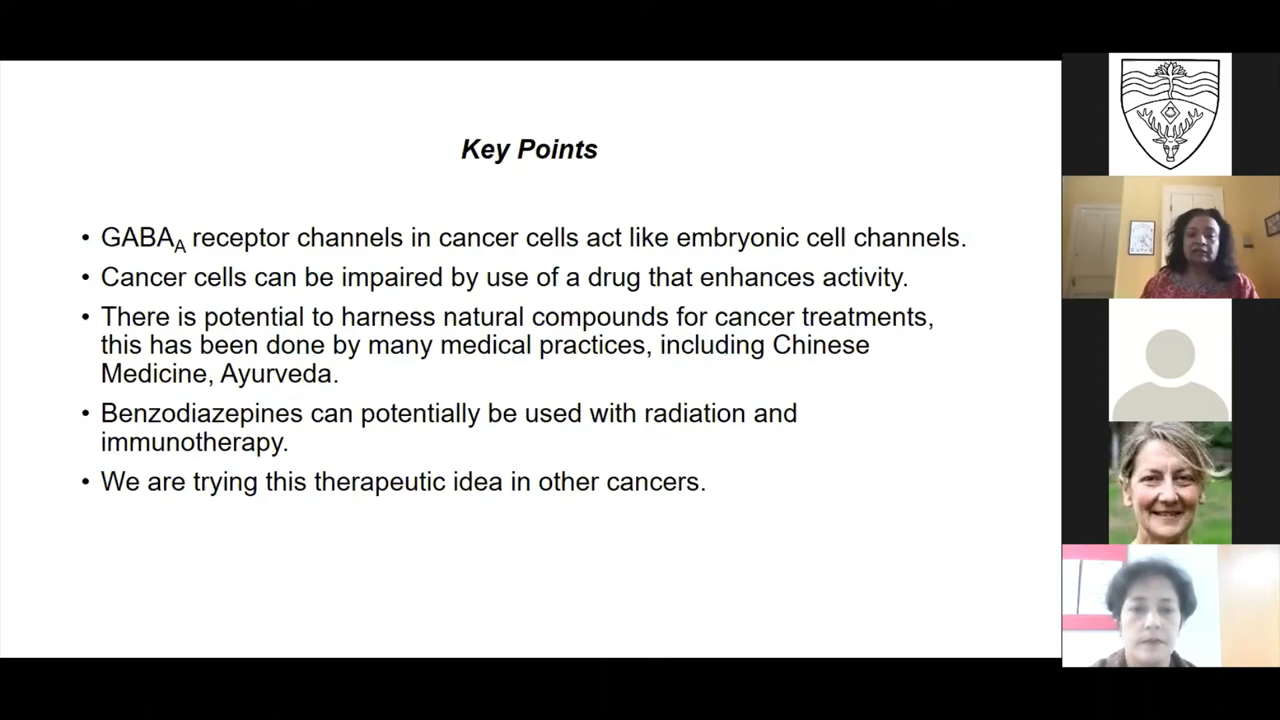 Key Points
• GABAA receptor channels in cancer cells act like embryonic cell channels.
• Cancer cells can be impaired by use of a drug that enhances activity.
• There is potential to harness natural compounds for cancer treatments,
this has been done by many medical practices, including Chinese
Medicine, Ayurveda.
• Benzodiazepines can potentially be used with radiation and
immunotherapy.
• We are trying this therapeutic idea in other cancers.